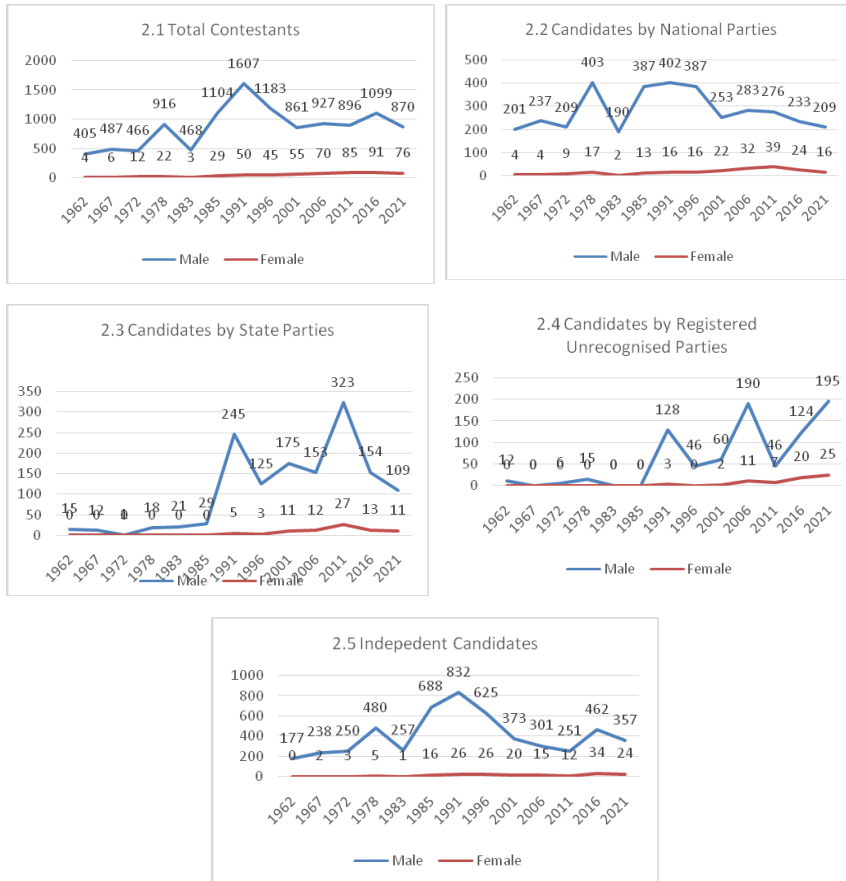 2.1 Total Contestants
2000
1500
1000
500
0
405 487 466 916 468 1104 1607 1183 861 927 896 1099 870
4 6 12 22 3 29 50 45 55 70 85 91 76
1962 1967 1972 1978 1983 1985 1991 1996 2001 2006 2011 2016 2021
Male Female
2.2 Candidates by National Parties
500
400
300
200
100
0
201 237 209 403 190 387 402 387 253 283 276 233 209
4 4 9 17 2 13 16 16 22 32 39 24 16
1962 1967 1972 1978 1983 1985 1991 1996 2001 2006 2011 2016 2021
Male Female
2.3 Candidates by State Parties
350
300
250
200
150
100
50
0
15 12 1 18 21 29 245 125 175 153 323 154 109
0 0 0 0 0 0 5 3 11 12 27 13 11
1962 1967 1972 1978 1983 1985 1991 1996 2001 2006 2011 2016 2021
Male Female
2.4 Candidates by Registered
Unrecognised Parties
250
200
150
100
50
0
12 0 6 15 0 0 128 46 60 190 46 124 195
0 0 0 0 0 0 3 0 2 11 7 20 25
1962 1967 1972 1978 1983 1985 1991 1996 2001 2006 2011 2016 2021
Male Female
2.5 Indepedent Candidates
1000
800
600
400
200
0
177 238 250 480 257 688 832 625 373 301 251 462 357
0 2 3 5 1 16 26 26 20 15 12 34 24
1962 1967 1972 1978 1983 1985 1991 1996 2001 2006 2011 2016 2021
Male Female